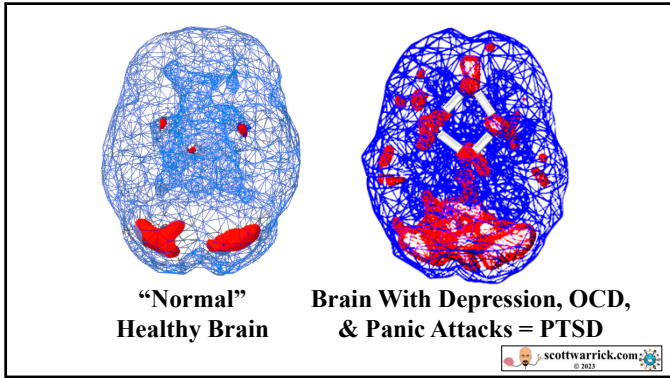 “Normal”
Healthy Brain
Brain With Depression, OCD,
& Panic Attacks = PTSD
scottwarrick.com
© 2023